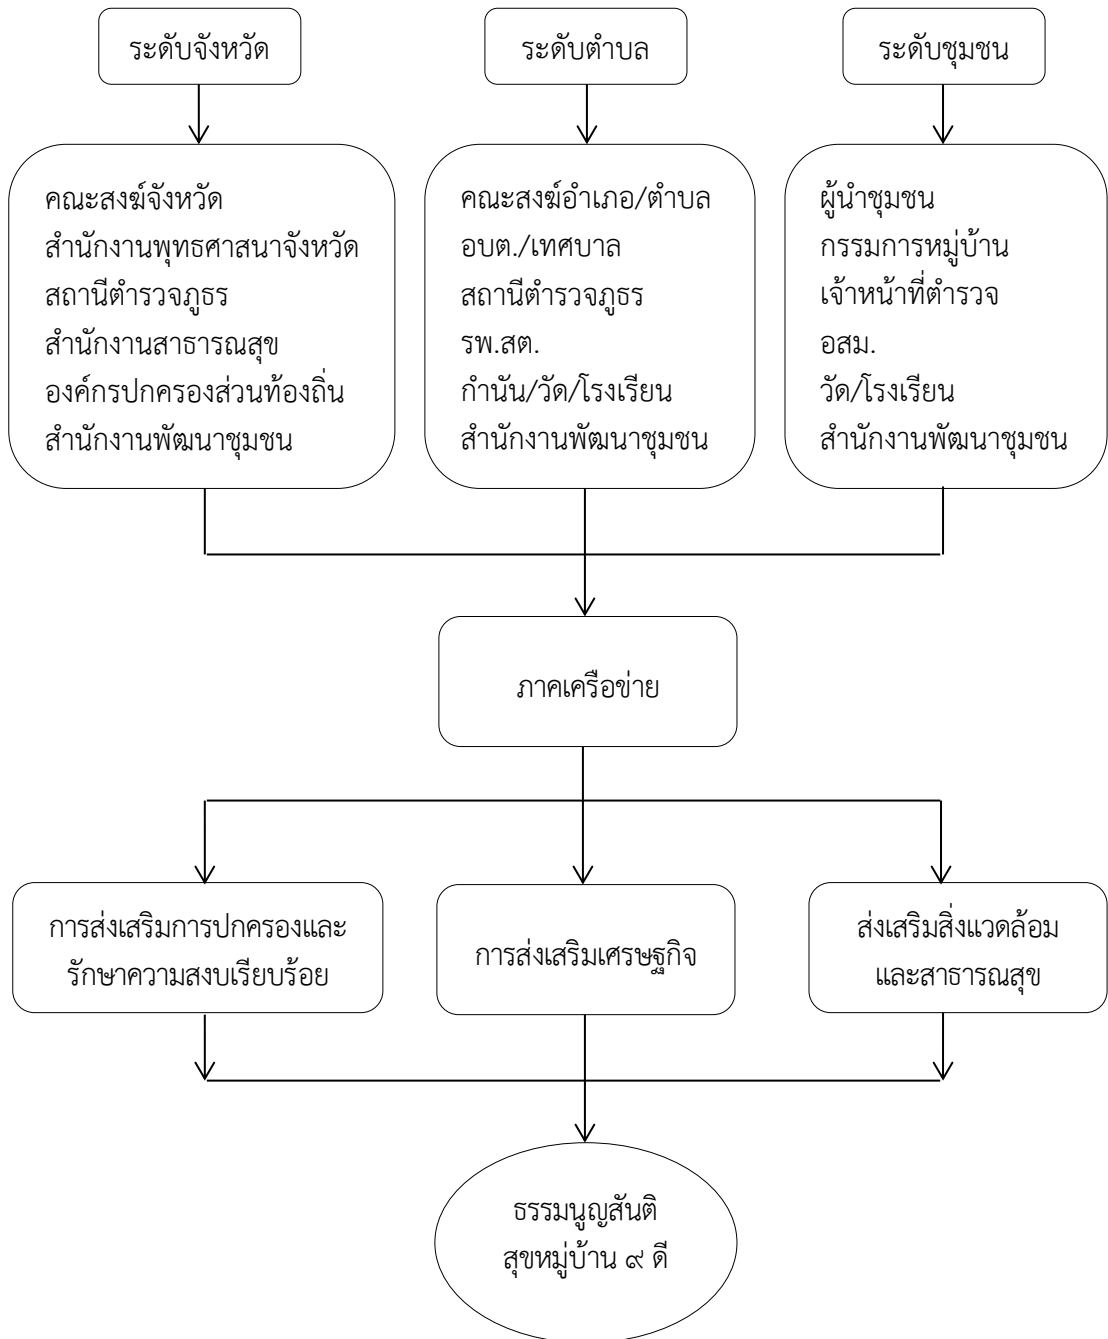 ระดับจังหวัด
ระดับตำบล
ระดับชุมชน
คณะสงฆ์จังหวัด
สำนักงานพุทธศาสนาจังหวัด
สถานีตำรวจภูธร
สำนักงานสาธารณสุข
องค์กรปกครองส่วนท้องถิ่น
สำนักงานพัฒนาชุมชน
คณะสงฆ์อำเภอ/ตำบล
อบต./เทศบาล
สถานีตำรวจภูธร
รพ.สต.
กำนัน/วัด/โรงเรียน
สำนักงานพัฒนาชุมชน
ผู้นำชุมชน
กรรมการหมู่บ้าน
เจ้าหน้าที่ตำรวจ
อสม.
วัด/โรงเรียน
สำนักงานพัฒนาชุมชน
ภาคเครือข่าย
การส่งเสริมการปกครองและ
รักษาความสงบเรียบร้อย
การส่งเสริมเศรษฐกิจ
ส่งเสริมสิ่งแวดล้อม
และสาธารณสุข
ธรรมนูญสันติ
สุขหมู่บ้าน ๙ ดี